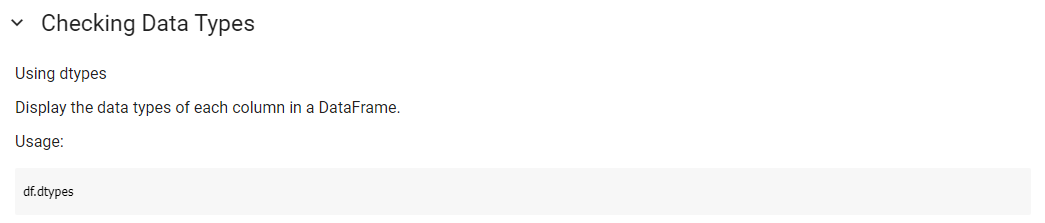 Checking Data Types
Using dtypes
Display the data types of each column in a DataFrame.
Usage:
df.dtypes